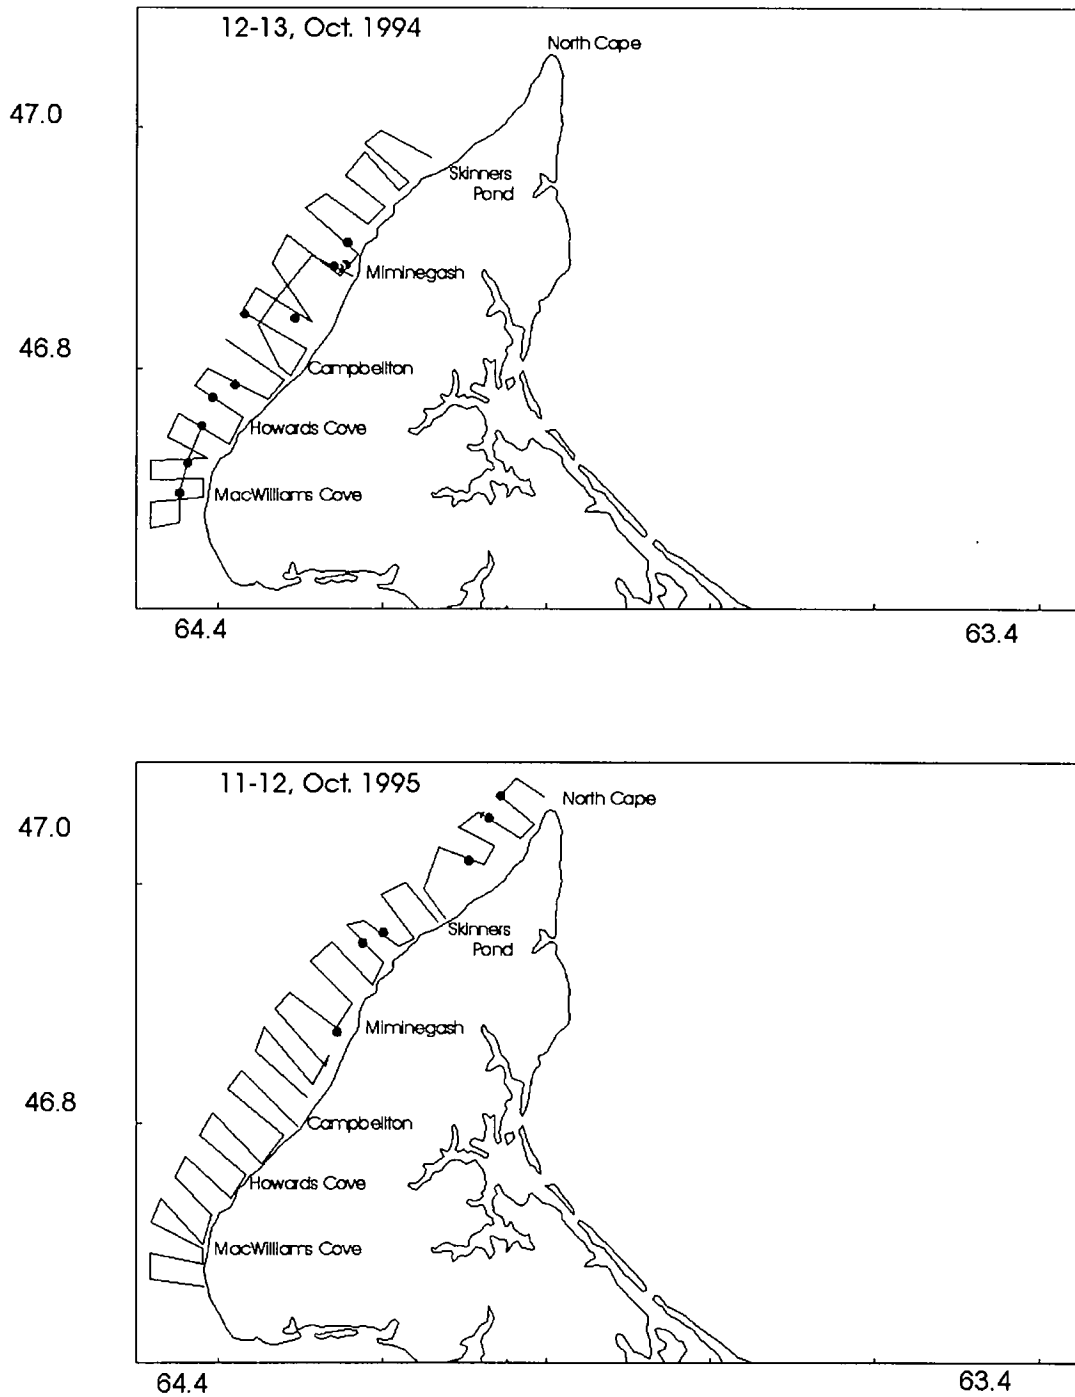 12-13, Oct. 1994
North Cape
47.0
Skinners
Pond
Miminegash
46.8
Campbellton
Howards Cove
MacWilliams Cove
64.4
63.4
11-12, Oct. 1995
North Cape
47.0
Skinners
Pond
Miminegash
46.8
Campbellton
Howards Cove
MacWilliams Cove
64.4
63.4